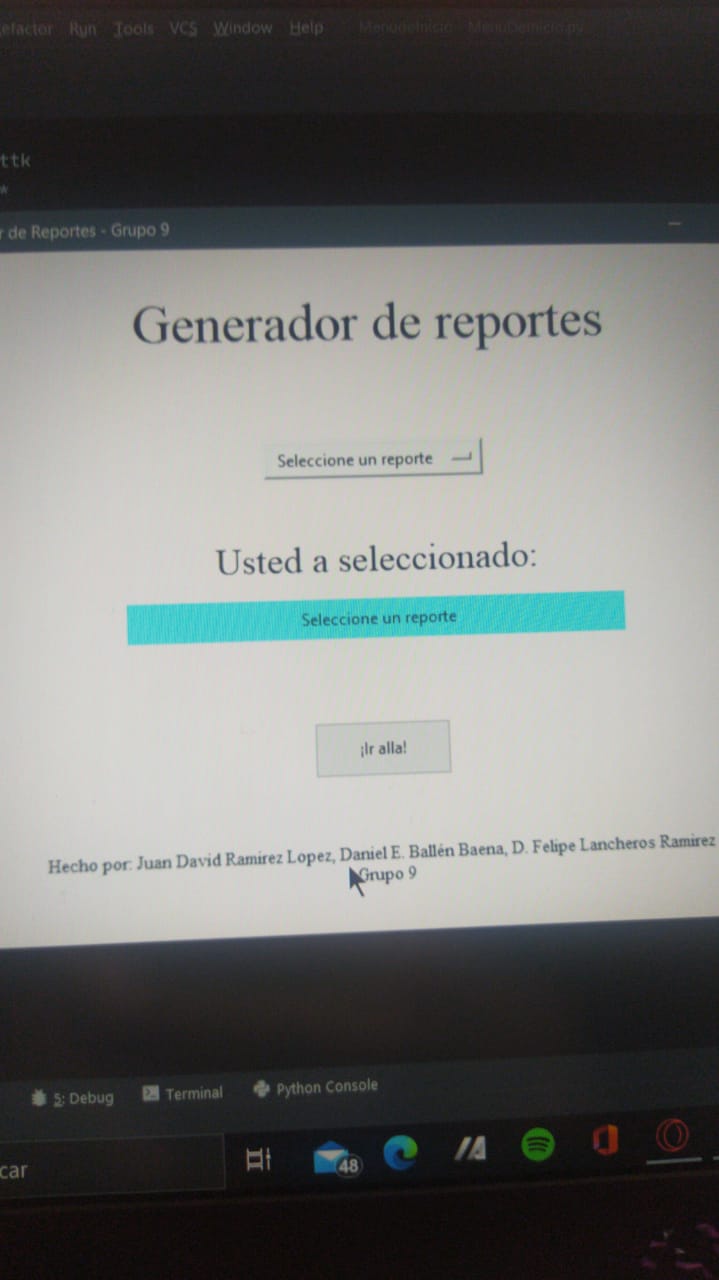 efactor Run Tools VCS Window Help MenudeInicio - MenuDeInicio.py
ttk
*
r de Reportes - Grupo 9
Generador de reportes
Seleccione un reporte
Usted a seleccionado:
Seleccione un reporte
¡Ir alla!
Hecho por: Juan David Ramirez Lopez, Daniel E. Ballén Baena, D. Felipe Lancheros Ramirez
Grupo 9
5: Debug Terminal Python Console
car
48